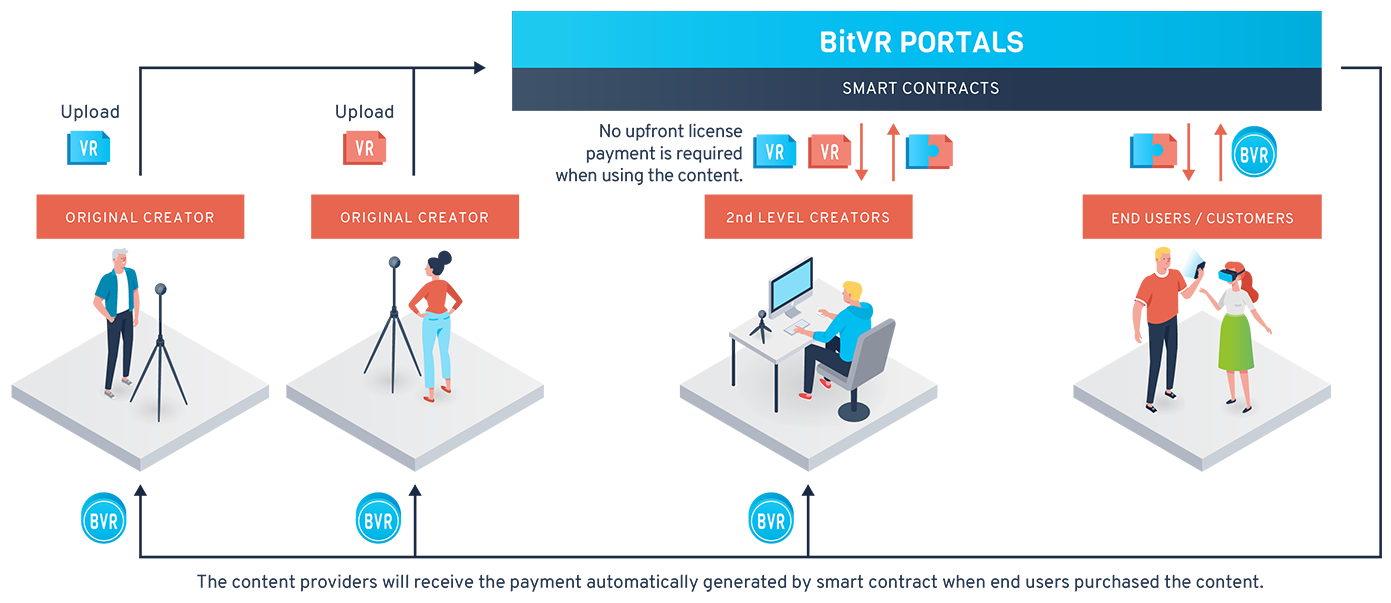 BitVR PORTALS
SMART CONTRACTS
Upload
VR
Upload
VR
No upfront license
payment is required
when using the content.
VR
VR
BVR
ORIGINAL CREATOR
ORIGINAL CREATOR
2nd LEVEL CREATORS
END USERS / CUSTOMERS
BVR
BVR
BVR
The content providers will receive the payment automatically generated by smart contract when end users purchased the content.